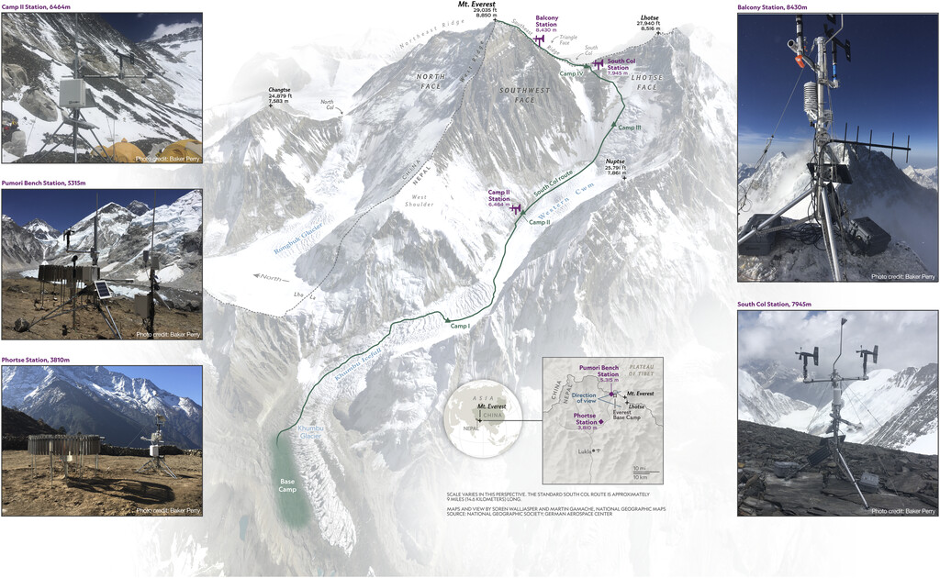 Camp II Station, 6464m
Photo credit: Baker Perry
Pumori Bench Station, 5315m
Photo credit: Baker Perry
Phortse Station, 3810m
Photo credit: Baker Perry
Mt. Everest
29,035 ft
8,850 m
Northeast Ridge
West Ridge
Southeast
Ridge
Balcony
Station
8,430 m
Triangle
Face
South
Col
Lhotse
27,940 ft
8,516 m
South Col
Station
7,945 m
Camp IV
NORTH
FACE
SOUTHWEST
FACE
LHOTSE
FACE
Changtse
24,879 ft
7,583 m
North
Col
Camp III
CHINA
NEPAL
Nuptse
25,791 ft
7,861 m
Camp II
Station
6,464 m
South Col route
Western Cwm
Camp II
West
Shoulder
Rongbuk Glacier
North
Lho La
Camp I
Khumbu Icefall
Khumbu
Glacier
Base
Camp
ASIA
Mt. Everest
CHINA
NEPAL
Pumori Bench
Station
5,315 m
PLATEAU
OF TIBET
CHINA
NEPAL
Direction
of view
Mt. Everest
Lhotse
Everest
Base Camp
Phortse
Station
3,810 m
Lukla
10 mi
10 km
SCALE VARIES IN THIS PERSPECTIVE. THE STANDARD SOUTH COL ROUTE IS APPROXIMATELY
9 MILES (14.6 KILOMETERS) LONG.
MAPS AND VIEW BY SOREN WALLJASPER AND MARTIN GAMACHE, NATIONAL GEOGRAPHIC MAPS
SOURCE: NATIONAL GEOGRAPHIC SOCIETY; GERMAN AEROSPACE CENTER
Balcony Station, 8430m
Photo credit: Baker Perry
South Col Station, 7945m
Photo credit: Baker Perry